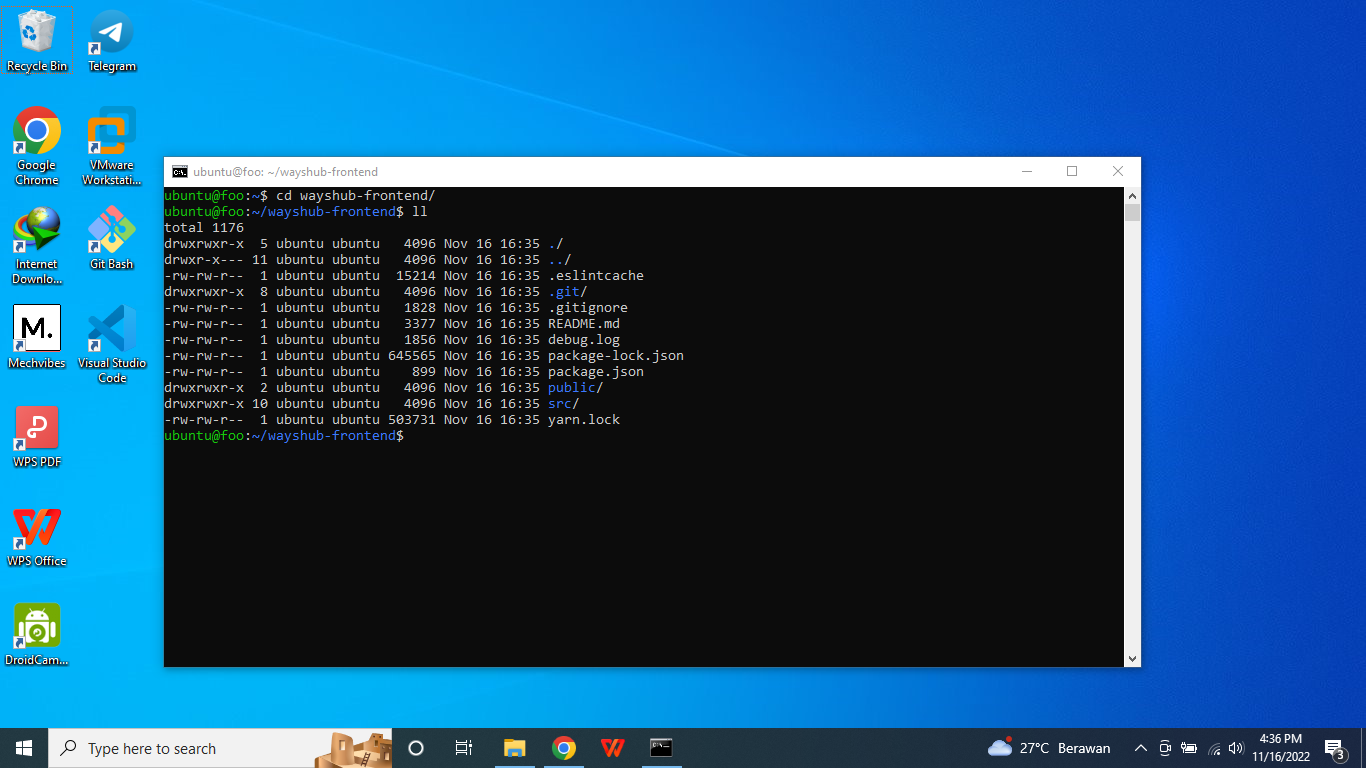 Recycle Bin
Telegram
Google
Chrome
VMware
Workstati...
Internet
Downlo...
Git Bash
M.
Mechvibes
Visual Studio
Code
WPS PDF
WPS Office
DroidCam...
ubuntu@foo: ~/wayshub-frontend
ubuntu@foo:~$ cd wayshub-frontend/
ubuntu@foo:~/wayshub-frontend$ ll
total 1176
drwxrwxr-x  5 ubuntu ubuntu   4096 Nov 16 16:35 ./
drwxr-x--- 11 ubuntu ubuntu   4096 Nov 16 16:35 ../
-rw-rw-r--  1 ubuntu ubuntu  15214 Nov 16 16:35 .eslintcache
drwxrwxr-x  8 ubuntu ubuntu   4096 Nov 16 16:35 .git/
-rw-rw-r--  1 ubuntu ubuntu   1828 Nov 16 16:35 .gitignore
-rw-rw-r--  1 ubuntu ubuntu   3377 Nov 16 16:35 README.md
-rw-rw-r--  1 ubuntu ubuntu   1856 Nov 16 16:35 debug.log
-rw-rw-r--  1 ubuntu ubuntu 645565 Nov 16 16:35 package-lock.json
-rw-rw-r--  1 ubuntu ubuntu    899 Nov 16 16:35 package.json
drwxrwxr-x  2 ubuntu ubuntu   4096 Nov 16 16:35 public/
drwxrwxr-x 10 ubuntu ubuntu   4096 Nov 16 16:35 src/
-rw-rw-r--  1 ubuntu ubuntu 503731 Nov 16 16:35 yarn.lock
ubuntu@foo:~/wayshub-frontend$
Type here to search
27°C Berawan
4:36 PM
11/16/2022
3